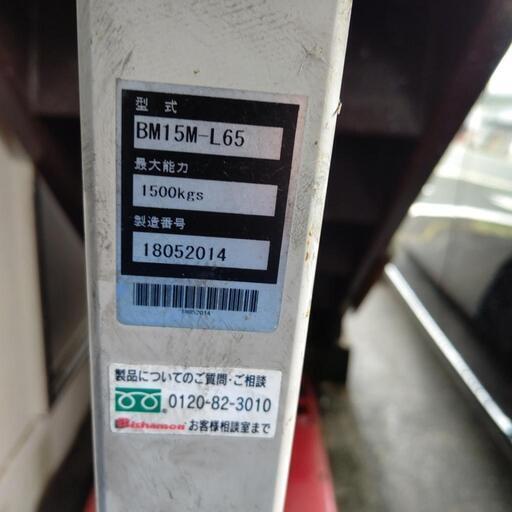 型式
BM15M-L65
最大能力
1500kgs
製造番号
18052014
18052014
製品についてのご質問・ご相談
0120-82-3010
Bishamon お客様相談室まで